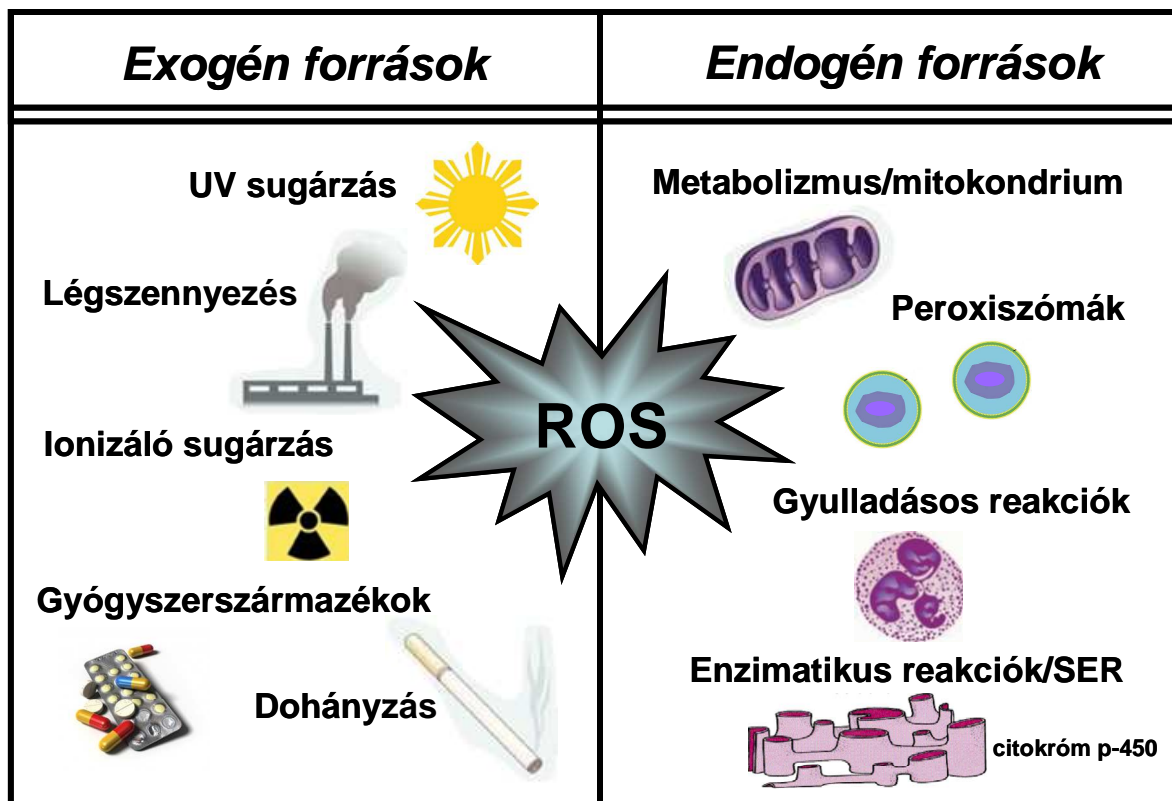 Exogén források
Endogén források
UV sugárzás
Légszennyezés
Ionizáló sugárzás
Gyógyszerszármazékok
Dohányzás
ROS
Metabolizmus/mitokondrium
Peroxiszómák
Gyulladásos reakciók
Enzimatikus reakciók/SER
citokróm p-450